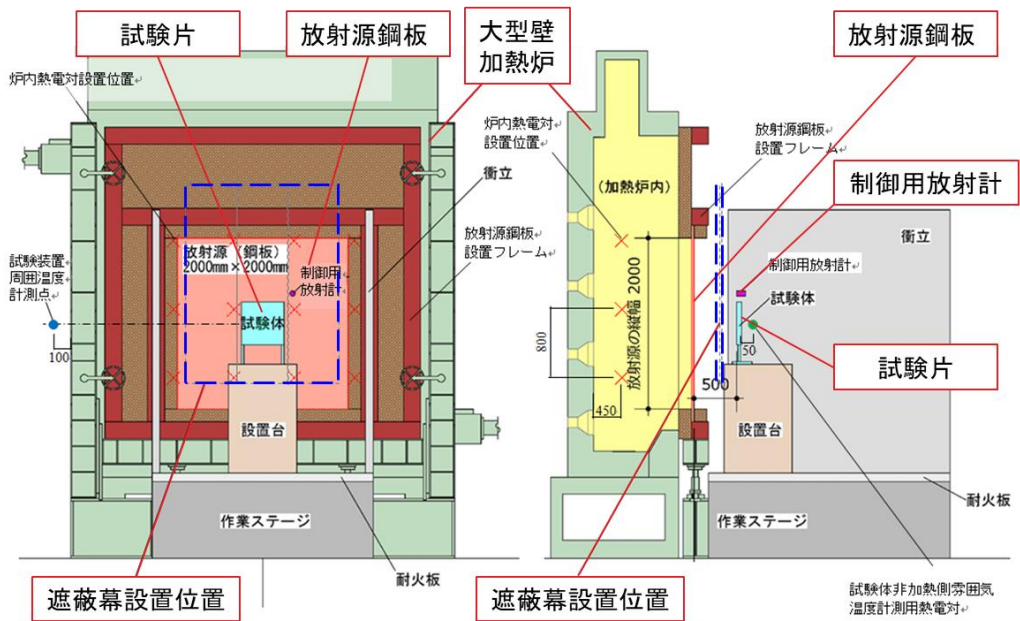 試験片
放射源鋼板
大型壁
加熱炉
放射源鋼板
炉内熱電対設置位置
炉内熱電対
設置位置
放射源鋼板
設置フレーム
(加熱炉内)
制御用放射計
衝立
衝立
放射源(鋼板)
2000mm×2000mm
制御用
放射計
放射源鋼板
設置フレーム
試験装置
周囲温度
計測点
制御用放射計
試験体
試験体
放射源の縦幅 2000
800
100
50
試験片
450
500
設置台
設置台
耐火板
作業ステージ
作業ステージ
耐火板
遮蔽幕設置位置
遮蔽幕設置位置
試験体非加熱側雰囲気
温度計測用熱電対